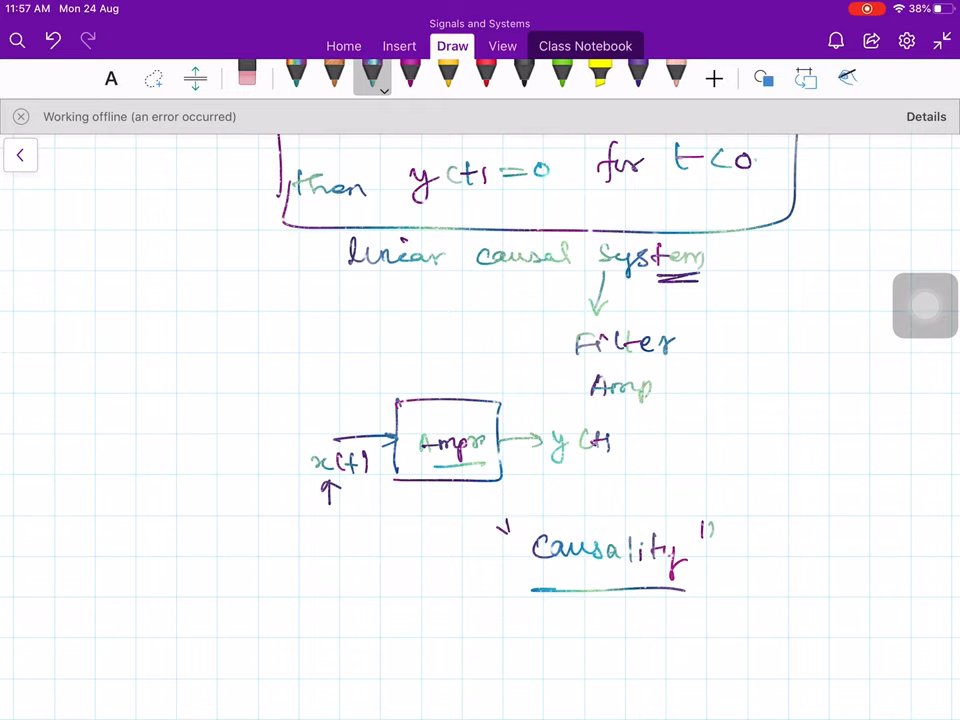 11:57 AM Mon 24 Aug
38%
Signals and Systems
Home Insert Draw View Class Notebook
A
Working offline (an error occurred)
Details
then y(t)=0 for t<0
linear causal system
Filter
Amp
x(t)
Ampr
y(t)
"Causality"